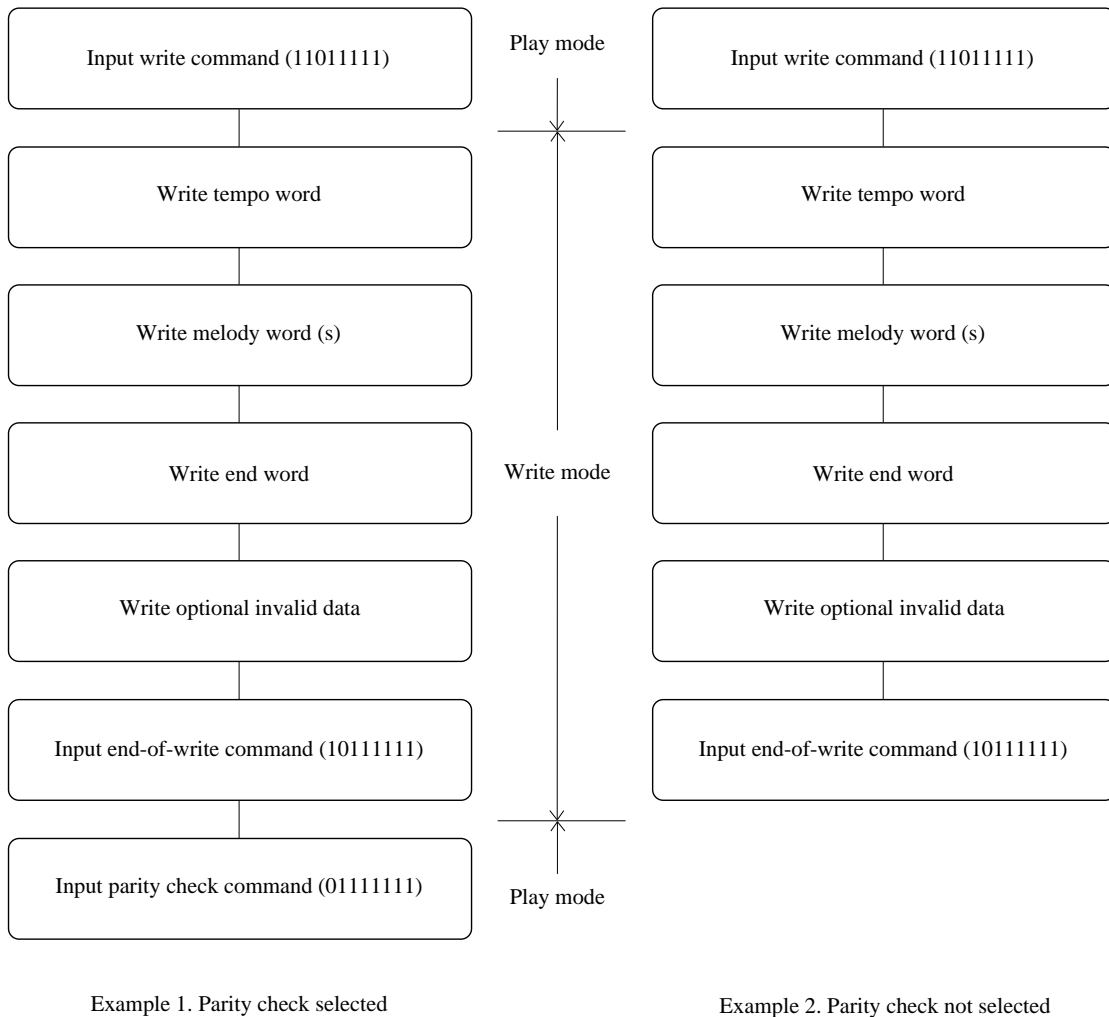 Input write command (11011111)
Write tempo word
Write melody word (s)
Write end word
Write optional invalid data
Input end-of-write command (10111111)
Input parity check command (01111111)
Example 1. Parity check selected
Play mode
Write mode
Play mode
Input write command (11011111)
Write tempo word
Write melody word (s)
Write end word
Write optional invalid data
Input end-of-write command (10111111)
Example 2. Parity check not selected